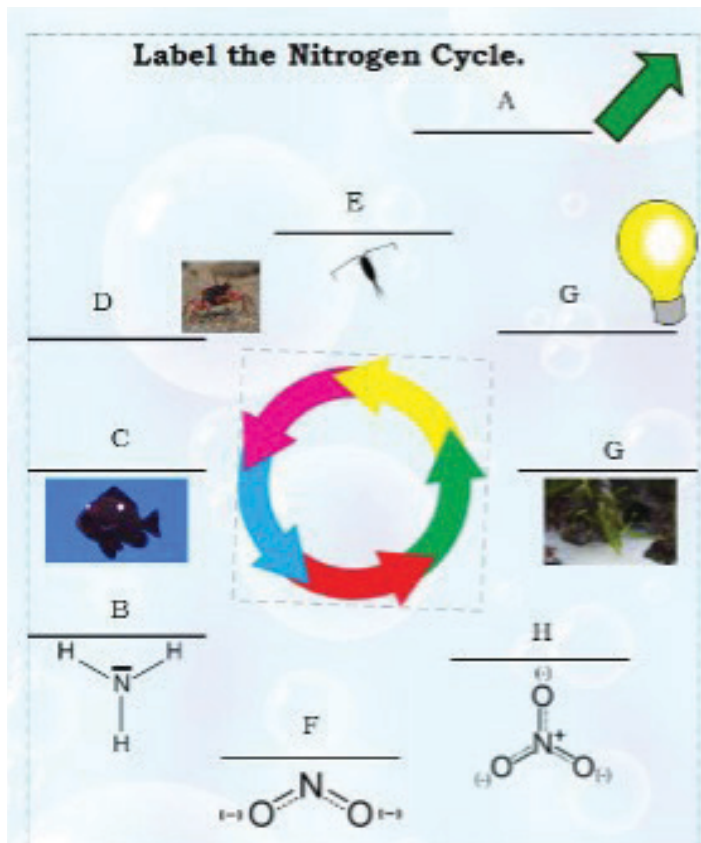 Label the Nitrogen Cycle.
A
E
D
G
C
G
B
H
H H
N
H
F
(-) O N O (-)
(-)
O
N+
(-) O O (-)